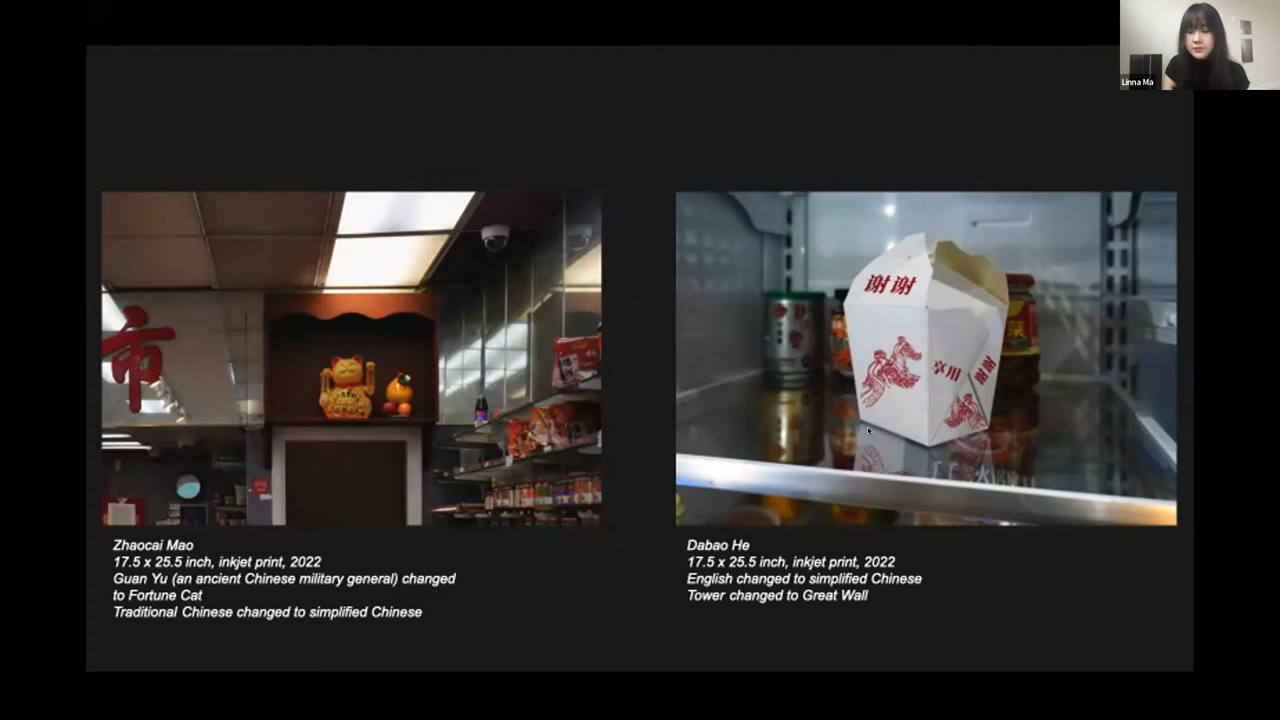 Linna Ma
市
谢谢
享用
谢谢
Zhaocai Mao
17.5 x 25.5 inch, inkjet print, 2022
Guan Yu (an ancient Chinese military general) changed
to Fortune Cat
Traditional Chinese changed to simplified Chinese
Dabao He
17.5 x 25.5 inch, inkjet print, 2022
English changed to simplified Chinese
Tower changed to Great Wall